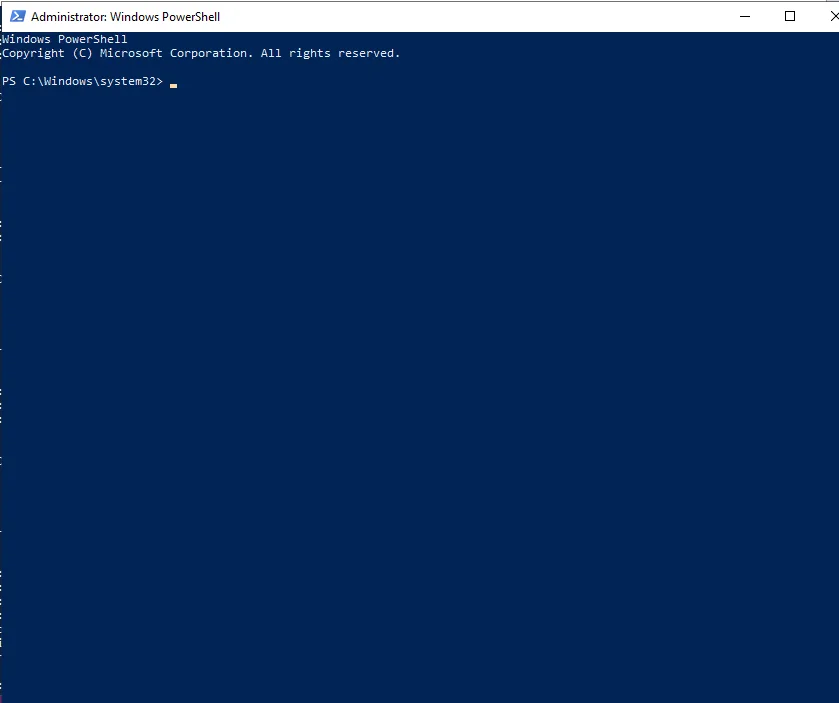 Administrator: Windows PowerShell
Windows PowerShell
Copyright (C) Microsoft Corporation. All rights reserved.
PS C:\Windows\system32>